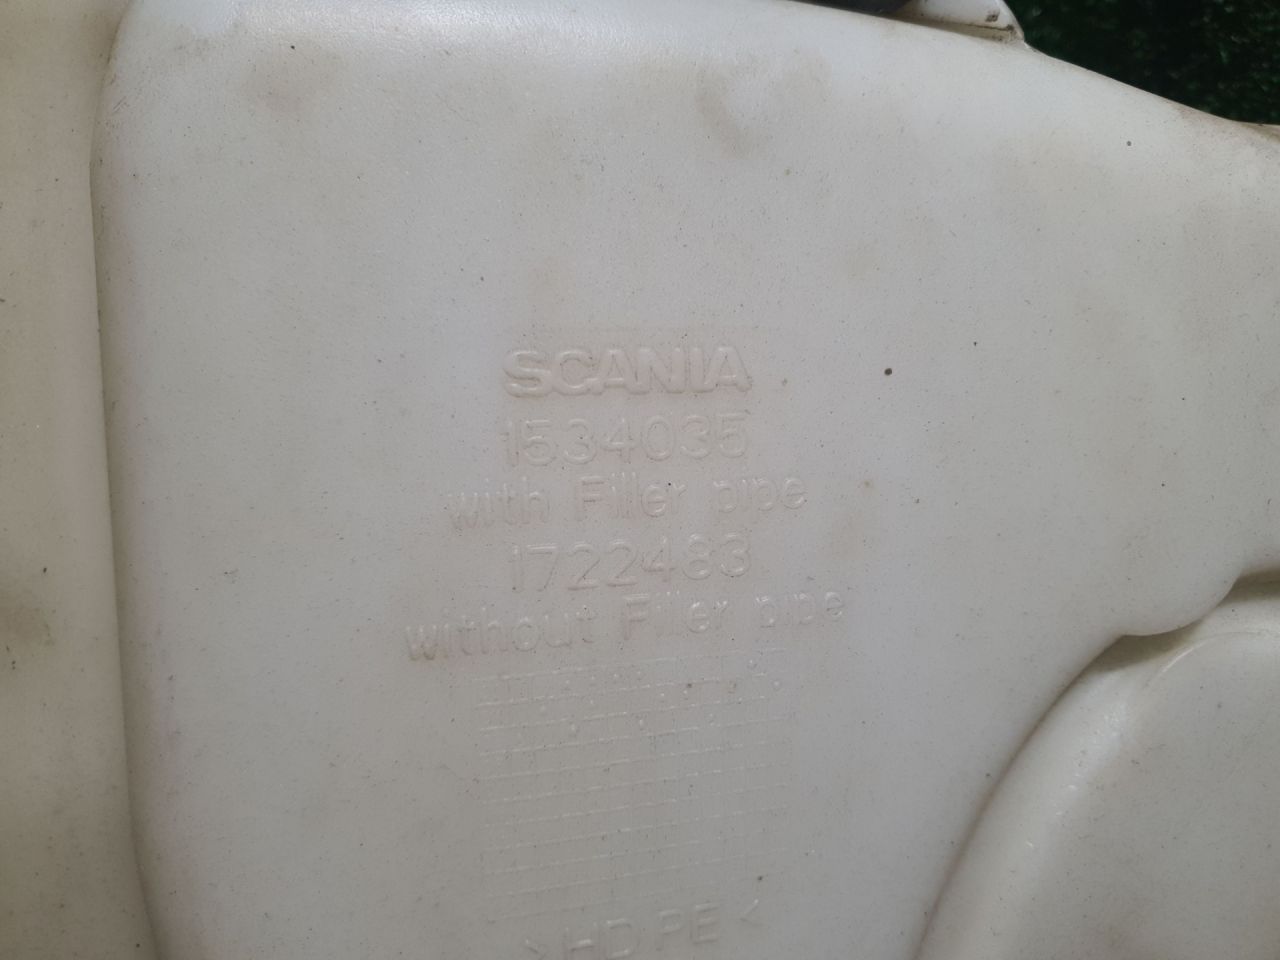 SCANIA
1534035
with Filler pipe
1722483
without Filler pipe
>HDPE<